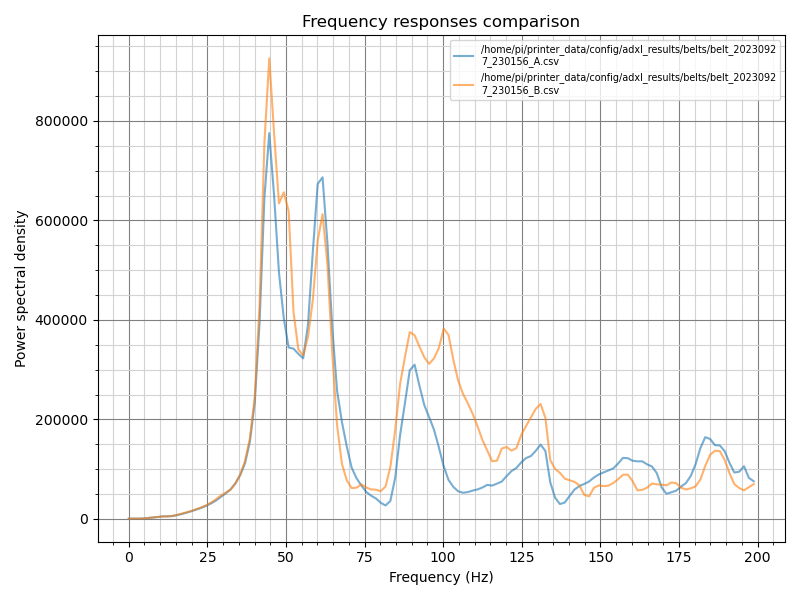 Frequency responses comparison
/home/pi/printer_data/config/adxl_results/belts/belt_2023092
7_230156_A.csv
/home/pi/printer_data/config/adxl_results/belts/belt_2023092
7_230156_B.csv
800000
600000
400000
200000
0
Power spectral density
0 25 50 75 100 125 150 175 200
Frequency (Hz)